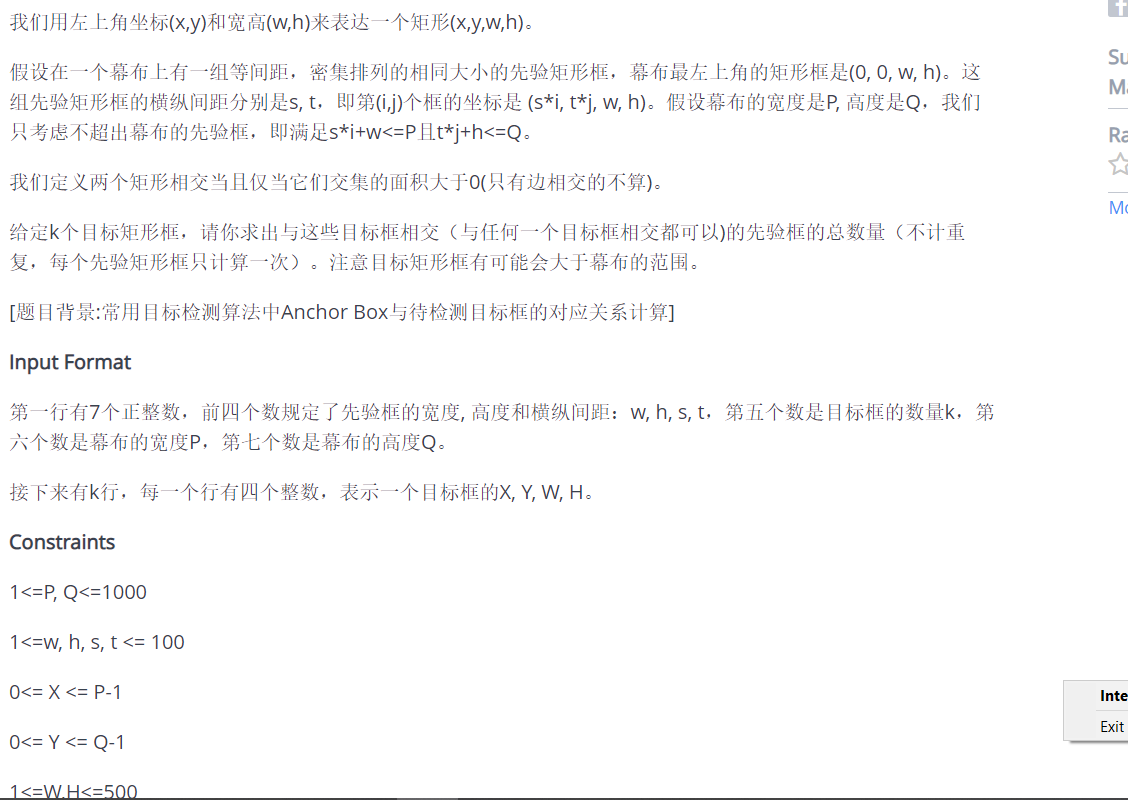 我们用左上角坐标(x,y)和宽高(w,h)来表达一个矩形(x,y,w,h)。
假设在一个幕布上有一组等间距，密集排列的相同大小的先验矩形框，幕布最左上角的矩形框是(0, 0, w, h)。这
组先验矩形框的横纵间距分别是s, t，即第(i,j)个框的坐标是 (s*i, t*j, w, h)。假设幕布的宽度是P, 高度是Q，我们
只考虑不超出幕布的先验框，即满足s*i+w<=P且t*j+h<=Q。
我们定义两个矩形相交当且仅当它们交集的面积大于0(只有边相交的不算)。
给定k个目标矩形框，请你求出与这些目标框相交（与任何一个目标框相交都可以)的先验框的总数量（不计重
复，每个先验矩形框只计算一次）。注意目标矩形框有可能会大于幕布的范围。
[题目背景:常用目标检测算法中Anchor Box与待检测目标框的对应关系计算]
Input Format
第一行有7个正整数，前四个数规定了先验框的宽度, 高度和横纵间距：w, h, s, t，第五个数是目标框的数量k，第
六个数是幕布的宽度P，第七个数是幕布的高度Q。
接下来有k行，每一个行有四个整数，表示一个目标框的X, Y, W, H。
Constraints
1<=P, Q<=1000
1<=w, h, s, t <= 100
0<= X <= P-1
0<= Y <= Q-1
1<=W,H<=500
Su
Ma
Ra
Mo
Inte
Exit